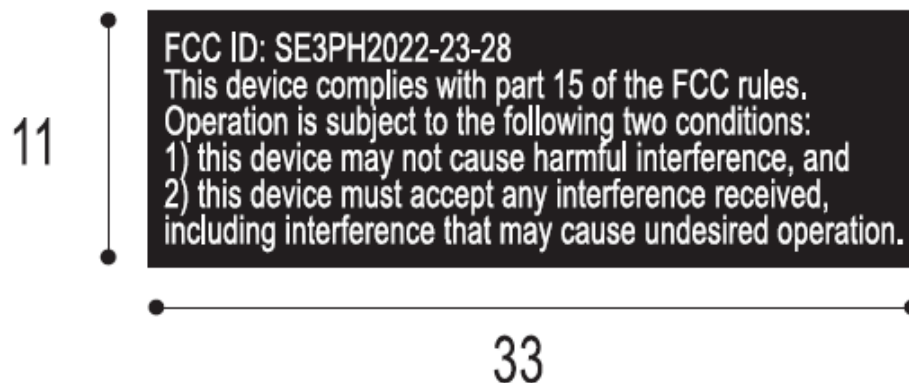 FCC ID: SE3PH2022-23-28
This device complies with part 15 of the FCC rules.
Operation is subject to the following two conditions:
1) this device may not cause harmful interference, and
2) this device must accept any interference received,
including interference that may cause undesired operation.
11
33